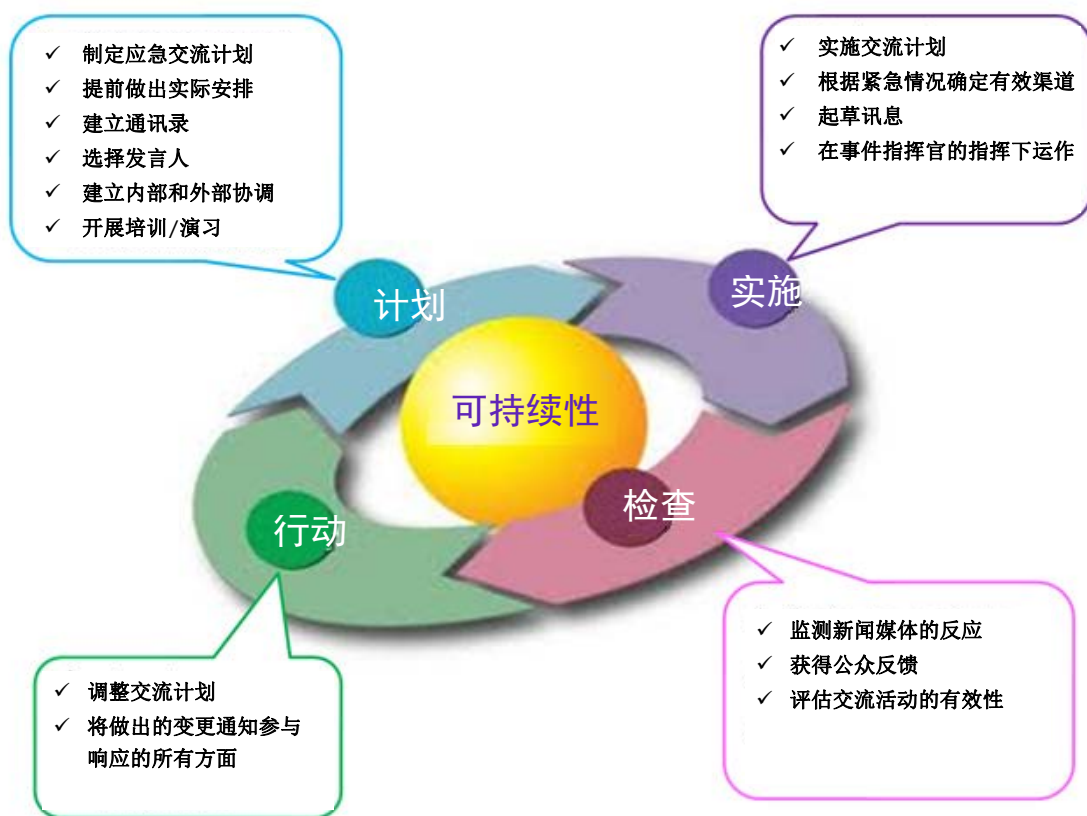 ✓ 制定应急交流计划
✓ 提前做出实际安排
✓ 建立通讯录
✓ 选择发言人
✓ 建立内部和外部协调
✓ 开展培训/演习
✓ 实施交流计划
✓ 根据紧急情况确定有效渠道
✓ 起草讯息
✓ 在事件指挥官的指挥下运作
计划
实施
可持续性
检查
行动
✓ 调整交流计划
✓ 将做出的变更通知参与
响应的所有方面
✓ 监测新闻媒体的反应
✓ 获得公众反馈
✓ 评估交流活动的有效性